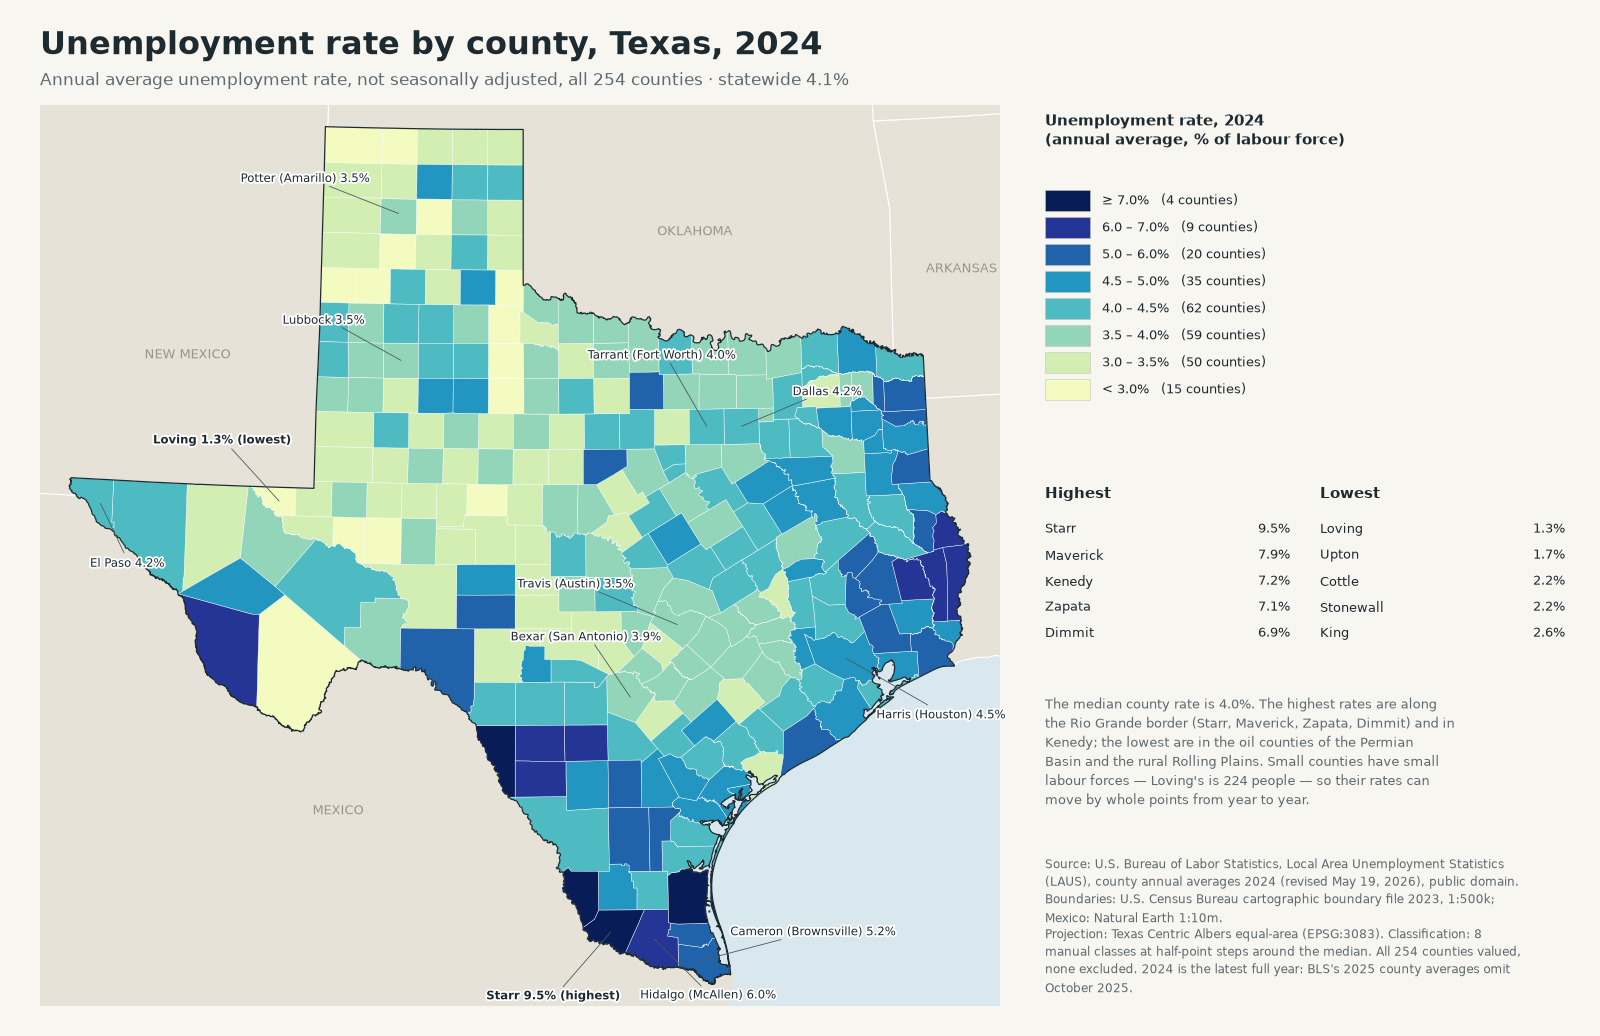 Unemployment rate by county, Texas, 2024
Annual average unemployment rate, not seasonally adjusted, all 254 counties · statewide 4.1%
Potter (Amarillo) 3.5%
OKLAHOMA
ARKANSAS
Lubbock 3.5%
NEW MEXICO
Tarrant (Fort Worth) 4.0%
Dallas 4.2%
Loving 1.3% (lowest)
El Paso 4.2%
Travis (Austin) 3.5%
Bexar (San Antonio) 3.9%
Harris (Houston) 4.5%
MEXICO
Cameron (Brownsville) 5.2%
Starr 9.5% (highest)
Hidalgo (McAllen) 6.0%
Unemployment rate, 2024
(annual average, % of labour force)
≥ 7.0% (4 counties)
6.0 – 7.0% (9 counties)
5.0 – 6.0% (20 counties)
4.5 – 5.0% (35 counties)
4.0 – 4.5% (62 counties)
3.5 – 4.0% (59 counties)
3.0 – 3.5% (50 counties)
< 3.0% (15 counties)
Highest
Starr 9.5%
Maverick 7.9%
Kenedy 7.2%
Zapata 7.1%
Dimmit 6.9%
Lowest
Loving 1.3%
Upton 1.7%
Cottle 2.2%
Stonewall 2.2%
King 2.6%
The median county rate is 4.0%. The highest rates are along
the Rio Grande border (Starr, Maverick, Zapata, Dimmit) and in
Kenedy; the lowest are in the oil counties of the Permian
Basin and the rural Rolling Plains. Small counties have small
labour forces — Loving's is 224 people — so their rates can
move by whole points from year to year.
Source: U.S. Bureau of Labor Statistics, Local Area Unemployment Statistics
(LAUS), county annual averages 2024 (revised May 19, 2026), public domain.
Boundaries: U.S. Census Bureau cartographic boundary file 2023, 1:500k;
Mexico: Natural Earth 1:10m.
Projection: Texas Centric Albers equal-area (EPSG:3083). Classification: 8
manual classes at half-point steps around the median. All 254 counties valued,
none excluded. 2024 is the latest full year: BLS's 2025 county averages omit
October 2025.